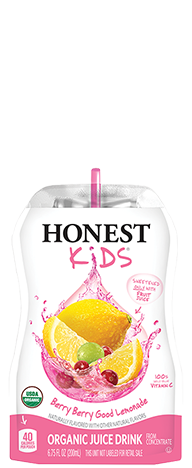 HONEST
KiDS®
SWEETENED
ONLY WITH
FRUIT
JUICE
USDA
ORGANIC
Berry Berry Good Lemonade
NATURALLY FLAVORED WITH OTHER NATURAL FLAVORS
100%
VITAMIN C
40
CALORIES
PER POUCH
ORGANIC JUICE DRINK FROM CONCENTRATE
6.75 FL OZ (200mL) THIS UNIT NOT LABELED FOR RETAIL SALE